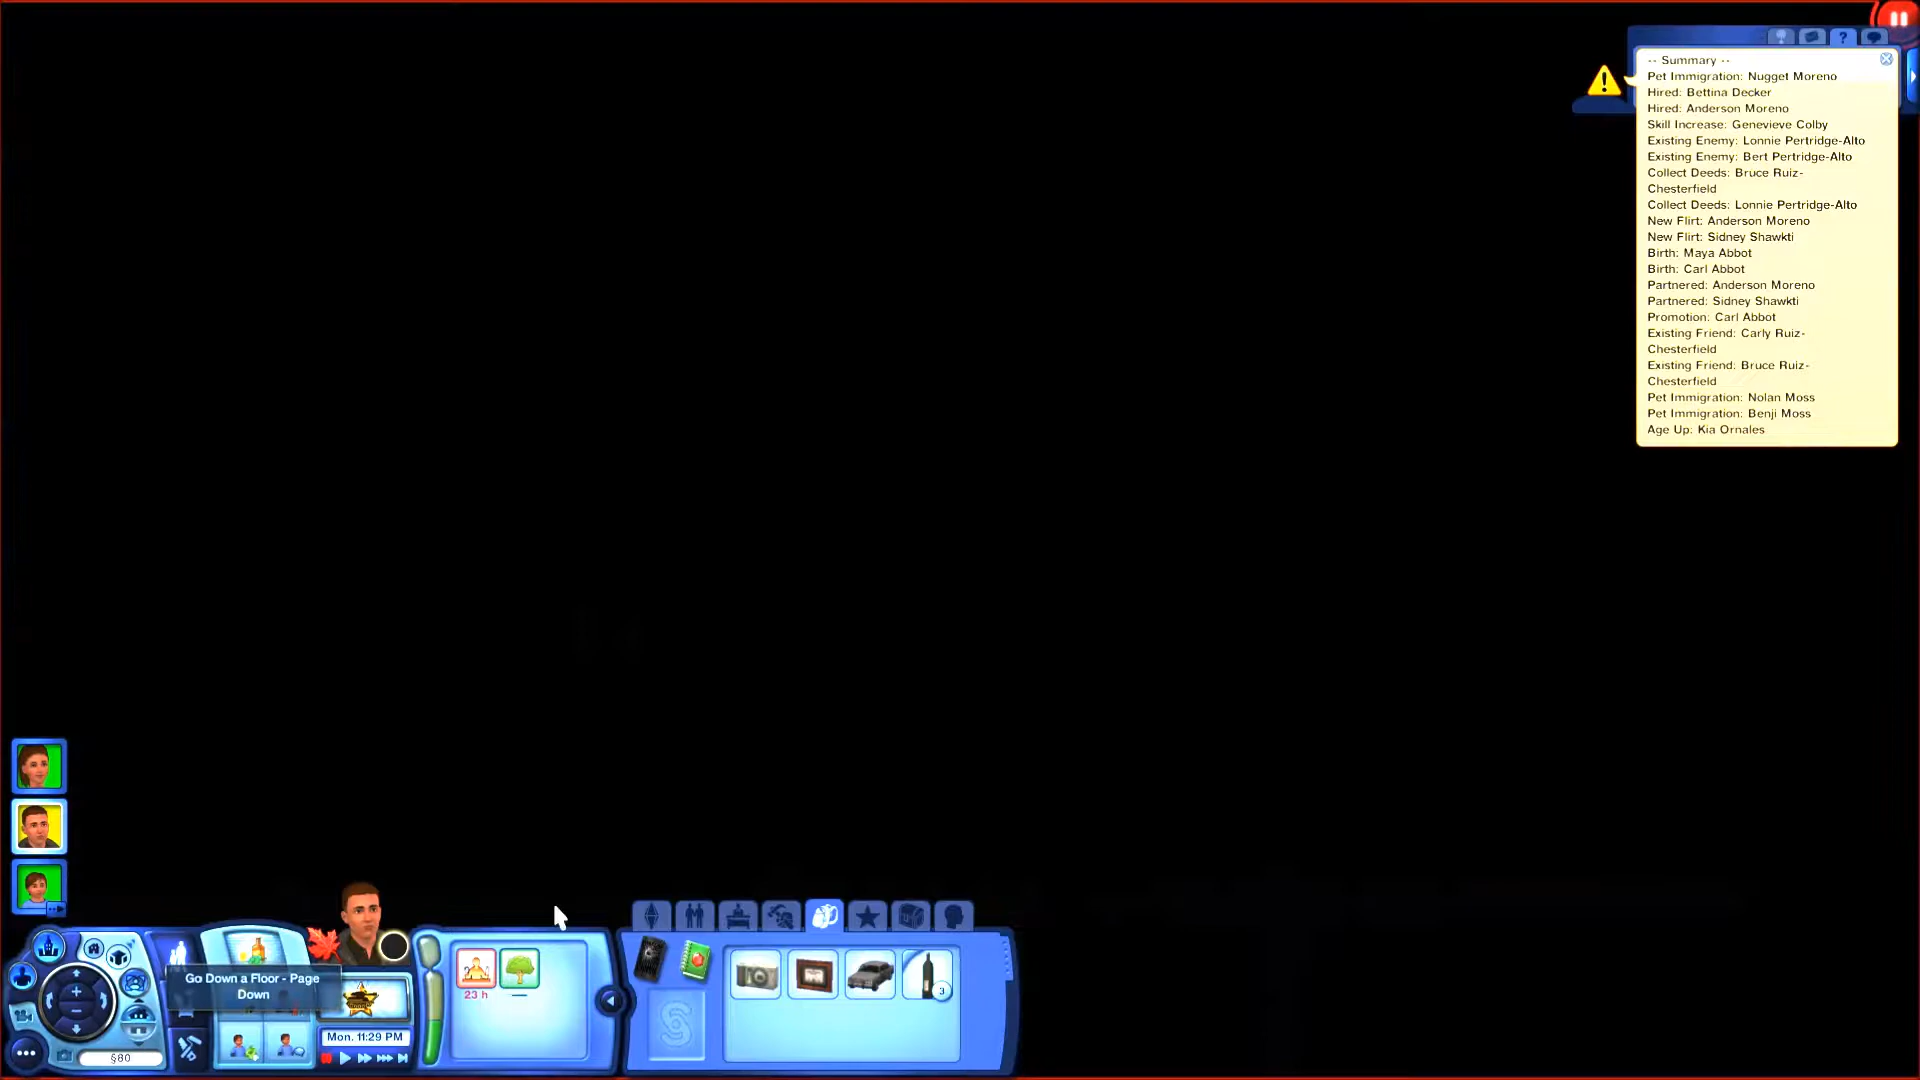 -- Summary --
Pet Immigration: Nugget Moreno
Hired: Bettina Decker
Hired: Anderson Moreno
Skill Increase: Genevieve Colby
Existing Enemy: Lonnie Pertridge-Alto
Existing Enemy: Bert Pertridge-Alto
Collect Deeds: Bruce Ruiz-
Chesterfield
Collect Deeds: Lonnie Pertridge-Alto
New Flirt: Anderson Moreno
New Flirt: Sidney Shawkti
Birth: Maya Abbot
Birth: Carl Abbot
Partnered: Anderson Moreno
Partnered: Sidney Shawkti
Promotion: Carl Abbot
Existing Friend: Carly Ruiz-
Chesterfield
Existing Friend: Bruce Ruiz-
Chesterfield
Pet Immigration: Nolan Moss
Pet Immigration: Benji Moss
Age Up: Kia Ornales
Go Down a Floor - Page
Down
23 h
3
Mon. 11:29 PM
§80